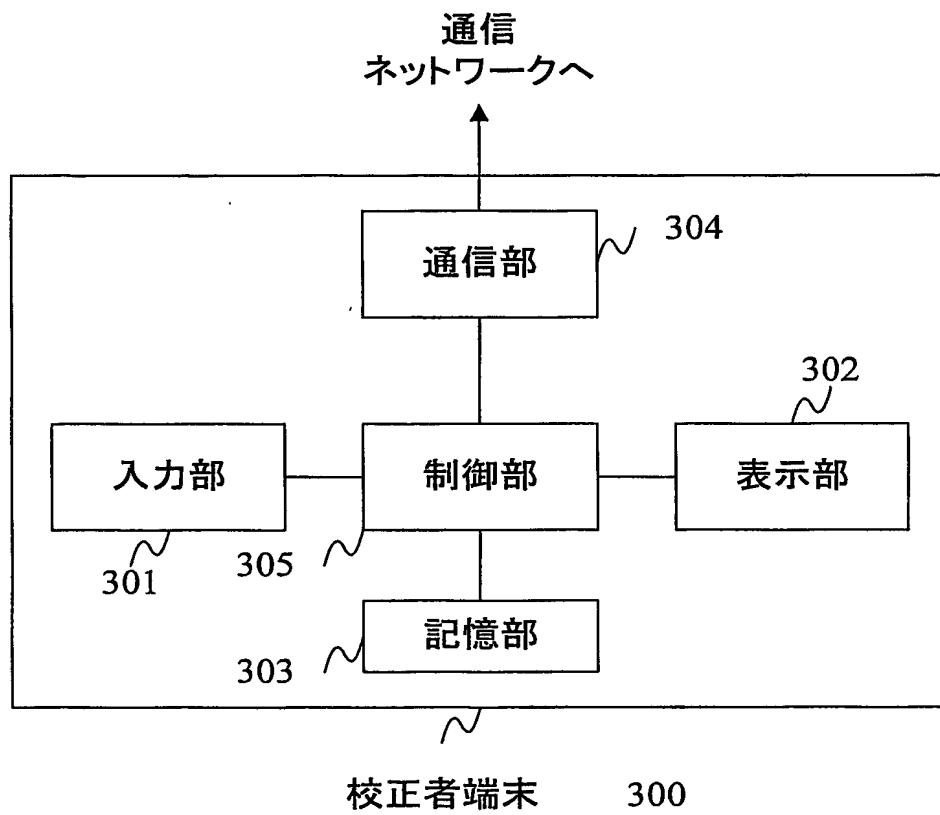 通信
ネットワークへ
通信部
304
302
入力部
制御部
表示部
301
305
記憶部
303
校正者端末 300